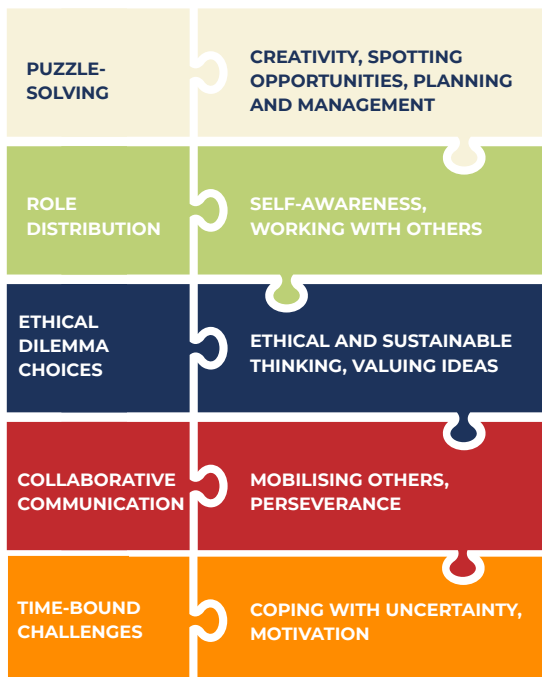 PUZZLE-
SOLVING
CREATIVITY, SPOTTING
OPPORTUNITIES, PLANNING
AND MANAGEMENT
ROLE
DISTRIBUTION
SELF-AWARENESS,
WORKING WITH OTHERS
ETHICAL
DILEMMA
CHOICES
ETHICAL AND SUSTAINABLE
THINKING, VALUING IDEAS
COLLABORATIVE
COMMUNICATION
MOBILISING OTHERS,
PERSEVERANCE
TIME-BOUND
CHALLENGES
COPING WITH UNCERTAINTY,
MOTIVATION